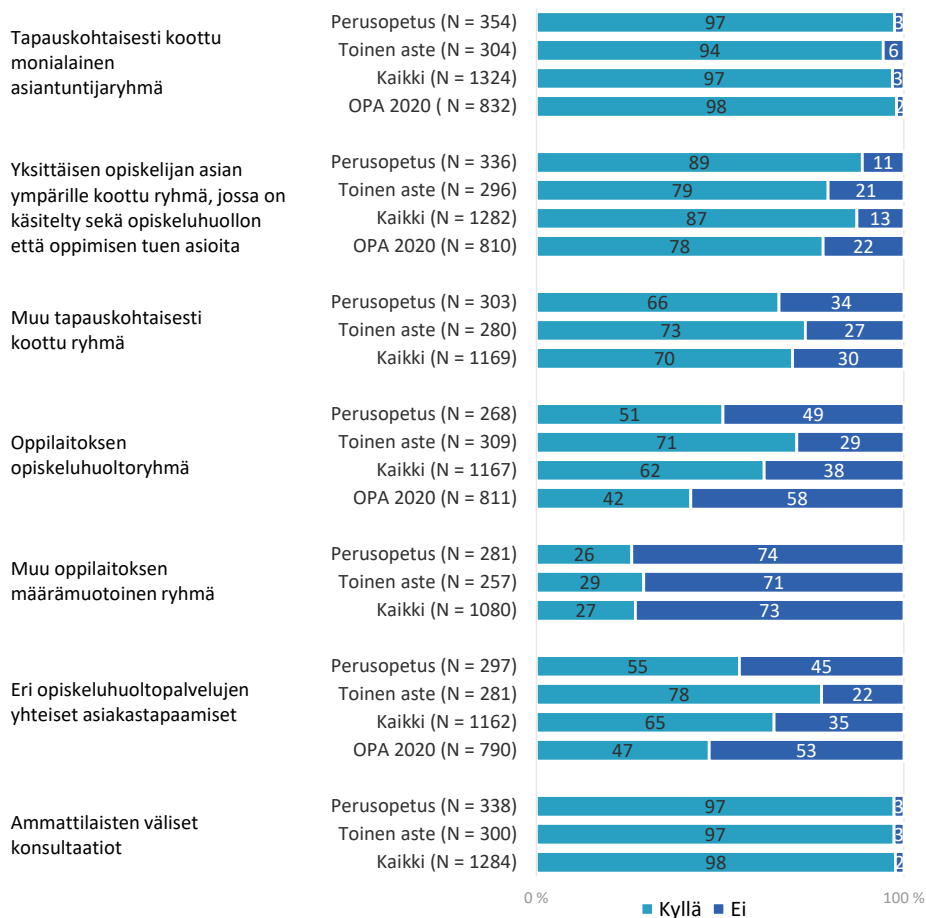 Tapauskohtaisesti koottu
monialainen
asiantuntijaryhmä
Perusopetus (N = 354) 97 3
Toinen aste (N = 304) 94 6
Kaikki (N = 1324) 97 3
OPA 2020 ( N = 832) 98 2
Yksittäisen opiskelijan asian
ympärille koottu ryhmä, jossa on
käsitelty sekä opiskeluhuollon
että oppimisen tuen asioita
Perusopetus (N = 336) 89 11
Toinen aste (N = 296) 79 21
Kaikki (N = 1282) 87 13
OPA 2020 (N = 810) 78 22
Muu tapauskohtaisesti
koottu ryhmä
Perusopetus (N = 303) 66 34
Toinen aste (N = 280) 73 27
Kaikki (N = 1169) 70 30
Oppilaitoksen
opiskeluhuoltoryhmä
Perusopetus (N = 268) 51 49
Toinen aste (N = 309) 71 29
Kaikki (N = 1167) 62 38
OPA 2020 (N = 811) 42 58
Muu oppilaitoksen
määrämuotoinen ryhmä
Perusopetus (N = 281) 26 74
Toinen aste (N = 257) 29 71
Kaikki (N = 1080) 27 73
Eri opiskeluhuoltopalvelujen
yhteiset asiakastapaamiset
Perusopetus (N = 297) 55 45
Toinen aste (N = 281) 78 22
Kaikki (N = 1162) 65 35
OPA 2020 (N = 790) 47 53
Ammattilaisten väliset
konsultaatiot
Perusopetus (N = 338) 97 3
Toinen aste (N = 300) 97 3
Kaikki (N = 1284) 98 2
0 % 100 %
Kyllä Ei